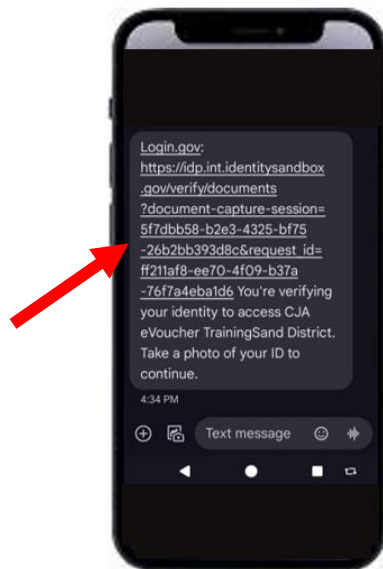 Login.gov:
https://idp.int.identitysandbox
.gov/verify/documents
?document-capture-session=
5f7dbb58-b2e3-4325-bf75
-26b2bb393d8c&request_id=
ff211af8-ee70-4f09-b37a
-76f7a4eba1d6 You're verifying
your identity to access CJA
eVoucher TrainingSand District.
Take a photo of your ID to
continue.
4:34 PM
Text message